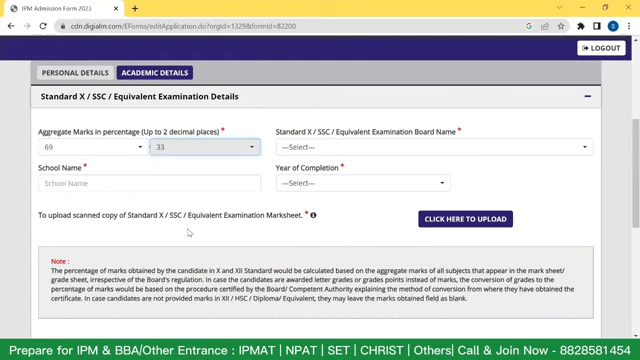 IPM Admission Form 2023
cdn.digialm.com/EForms/editApplication.do?orgId=1329&formId=82200
LOGOUT
PERSONAL DETAILS ACADEMIC DETAILS
Standard X / SSC / Equivalent Examination Details
Aggregate Marks in percentage (Up to 2 decimal places) * Standard X / SSC / Equivalent Examination Board Name *
69 . 33 ---Select---
School Name * Year of Completion *
School Name ---Select---
To upload scanned copy of Standard X / SSC / Equivalent Examination Marksheet. * CLICK HERE TO UPLOAD
Note :
The percentage of marks obtained by the candidate in X and XII Standard would be calculated based on the aggregate marks of all subjects that appear in the mark sheet/
grade sheet, irrespective of the Board's regulation. In case the candidates are awarded letter grades or grades points instead of marks, the conversion of grades to the
percentage of marks would be based on the procedure certified by the Board/ Competent Authority explaining the method of conversion from where they have obtained the
certificate. In case candidates are not provided marks in XII / HSC / Diploma/ Equivalent, they may leave the marks obtained field as blank.
Prepare for IPM & BBA/Other Entrance : IPMAT | NPAT | SET | CHRIST | Others| Call & Join Now - 8828581454